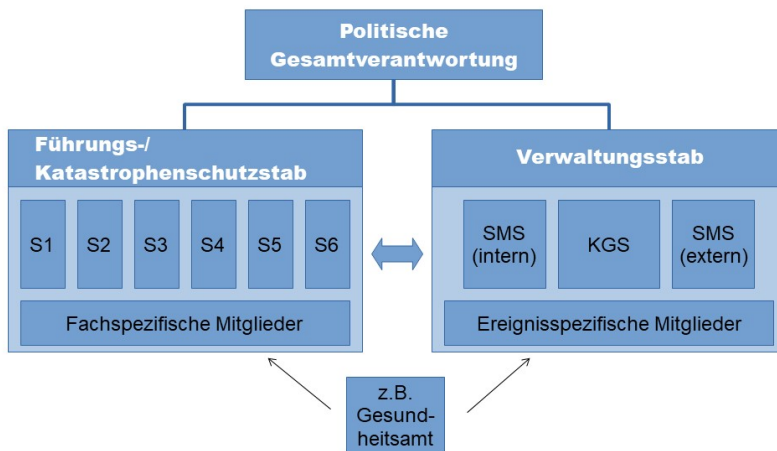 Politische
Gesamtverantwortung
Führungs-/
Katastrophenschutzstab
S1 S2 S3 S4 S5 S6
Fachspezifische Mitglieder
Verwaltungsstab
SMS
(intern)
KGS
SMS
(extern)
Ereignisspezifische Mitglieder
z.B.
Gesund-
heitsamt